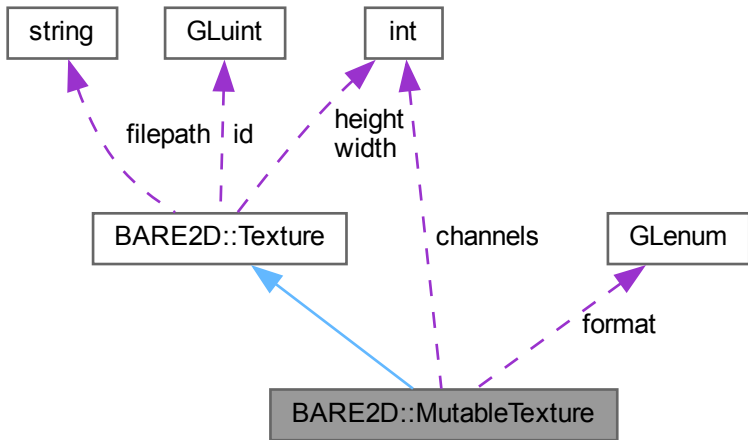 string
GLuint
int
filepath
id
height
width
BARE2D::Texture
channels
GLenum
format
BARE2D::MutableTexture